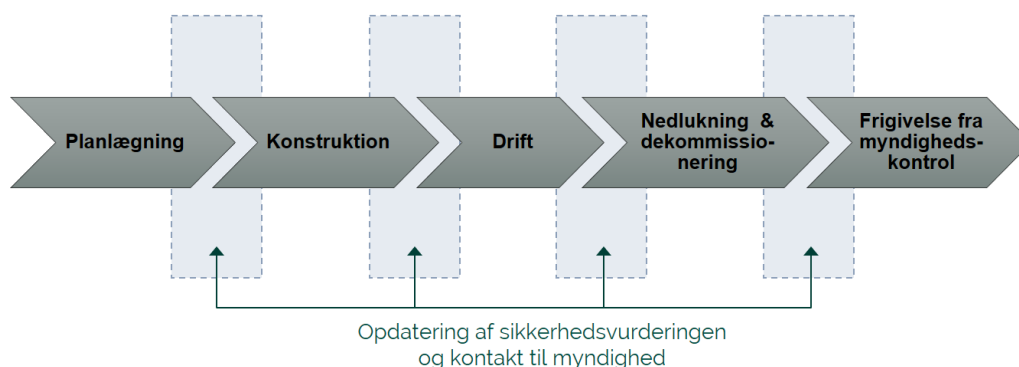 Planlægning
Konstruktion
Drift
Nedlukning &
dekommissio-
nering
Frigivelse fra
myndigheds-
kontrol
Opdatering af sikkerhedsvurderingen
og kontakt til myndighed